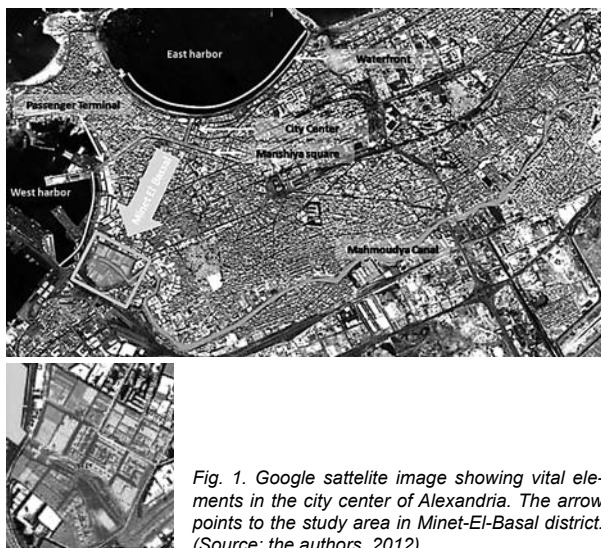 East harbor
Waterfront
Passenger Terminal
City Center
Manshiya square
Minet El Bassal
West harbor
Mahmoudya Canal
Fig. 1. Google sattelite image showing vital ele-
ments in the city center of Alexandria. The arrow
points to the study area in Minet-El-Basal district.
(Source: the authors, 2012)